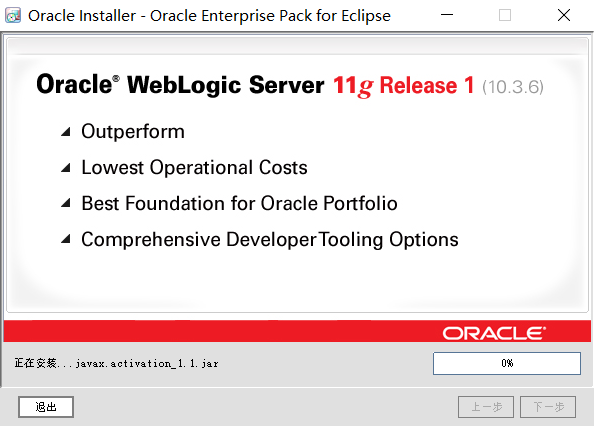 Oracle Installer - Oracle Enterprise Pack for Eclipse
Oracle® WebLogic Server 11g Release 1 (10.3.6)
Outperform
Lowest Operational Costs
Best Foundation for Oracle Portfolio
Comprehensive Developer Tooling Options
ORACLE®
正在安装...javax.activation_1.1.jar
0%
退出
上一步
下一步